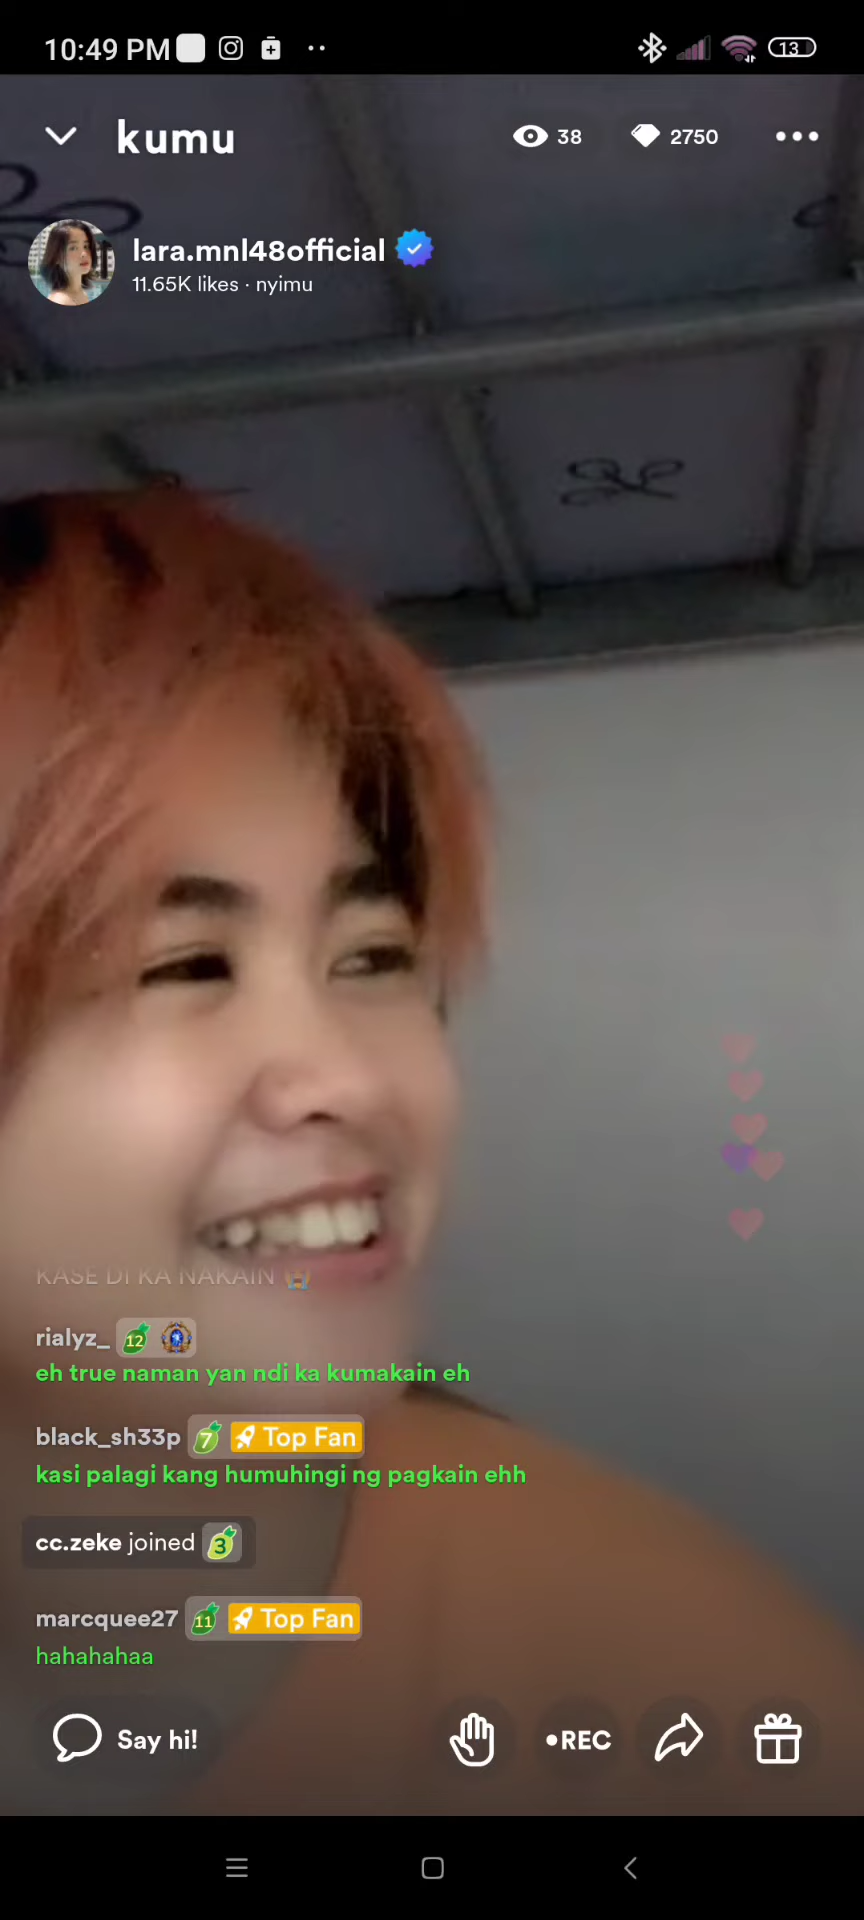 10:49 PM
13
kumu
38
2750
lara.mnl48official
11.65K likes · nyimu
KASE DI KA NAKAIN 😭
rialyz_ 12
eh true naman yan ndi ka kumakain eh
black_sh33p 7 Top Fan
kasi palagi kang humuhingi ng pagkain ehh
cc.zeke joined 3
marcquee27 11 Top Fan
hahahahaa
Say hi!
•REC